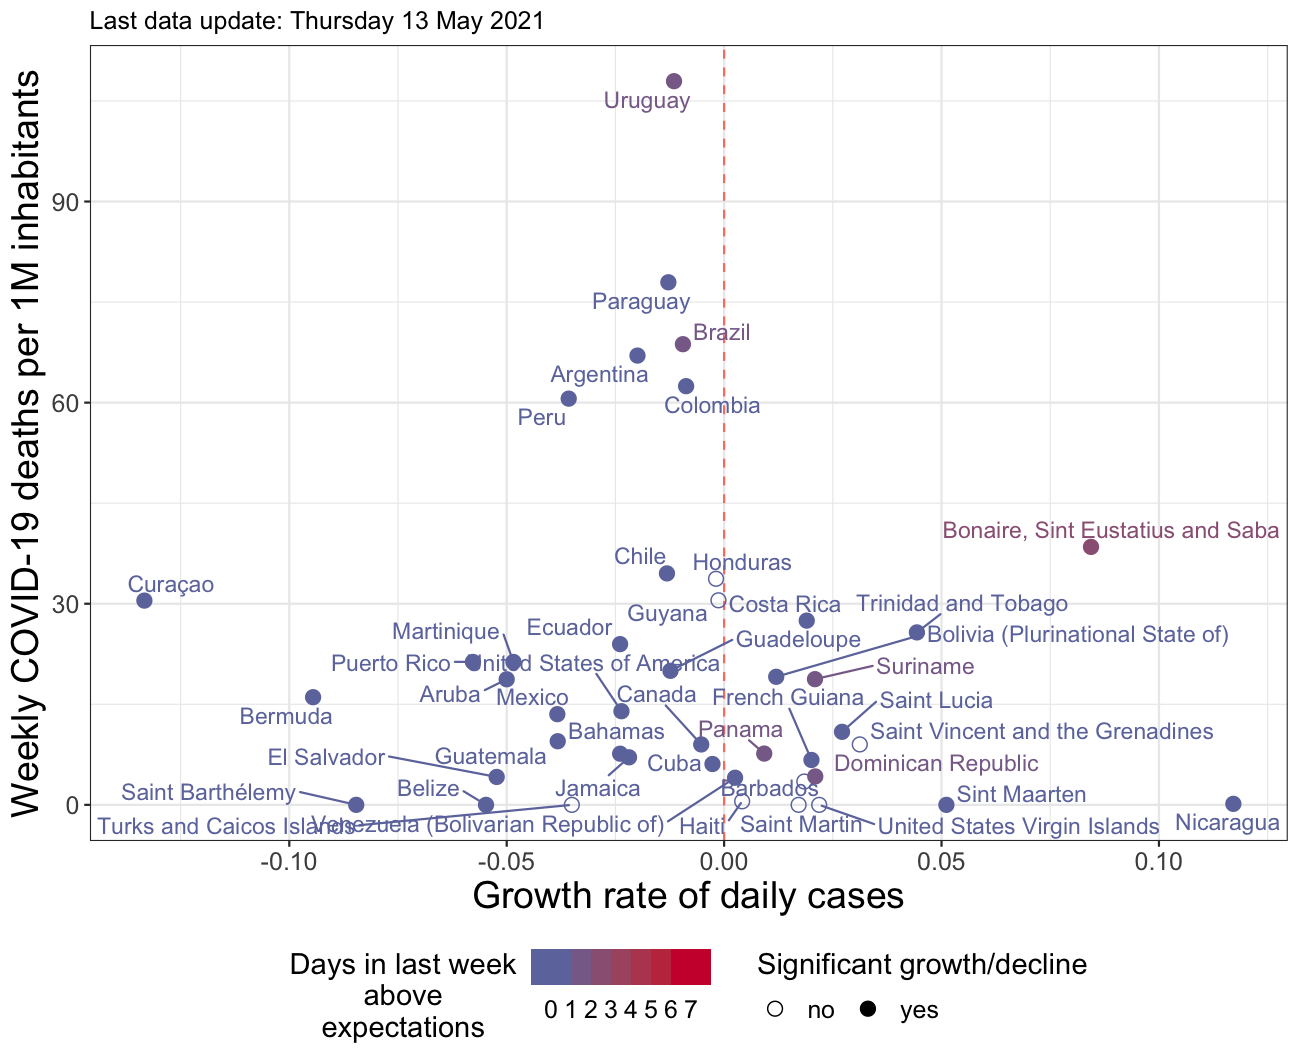 Last data update: Thursday 13 May 2021
Weekly COVID-19 deaths per 1M inhabitants
90
60
30
0
Uruguay
Paraguay
Brazil
Argentina
Colombia
Peru
Bonaire, Sint Eustatius and Saba
Chile
Honduras
Curaçao
Guyana
Costa Rica
Trinidad and Tobago
Martinique
Ecuador
Guadeloupe
Bolivia (Plurinational State of)
Puerto Rico
United States of America
Suriname
Aruba
Mexico
Canada
French Guiana
Saint Lucia
Bermuda
Bahamas
Panama
Saint Vincent and the Grenadines
El Salvador
Guatemala
Cuba
Dominican Republic
Saint Barthélemy
Belize
Jamaica
Barbados
Sint Maarten
Turks and Caicos Islands
Venezuela (Bolivarian Republic of)
Haiti
Saint Martin
United States Virgin Islands
Nicaragua
-0.10 -0.05 0.00 0.05 0.10
Growth rate of daily cases
Days in last week
above
expectations
0 1 2 3 4 5 6 7
Significant growth/decline
no yes